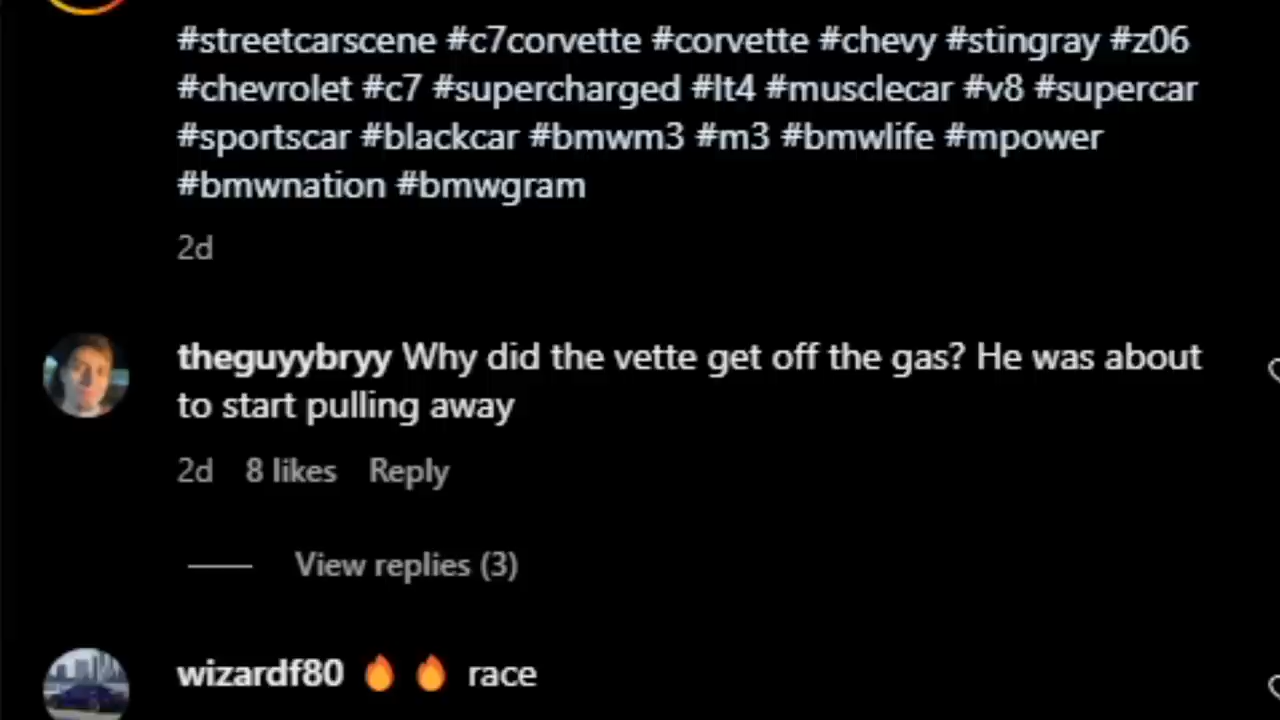 #streetcarscene #c7corvette #corvette #chevy #stingray #z06
#chevrolet #c7 #supercharged #lt4 #musclecar #v8 #supercar
#sportscar #blackcar #bmwm3 #m3 #bmwlife #mpower
#bmwnation #bmwgram
2d
theguyybryy Why did the vette get off the gas? He was about
to start pulling away
2d 8 likes Reply
View replies (3)
wizardf80 🔥 🔥 race